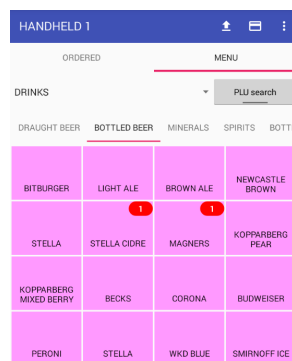 HANDHELD 1
ORDERED MENU
DRINKS PLU search
DRAUGHT BEER BOTTLED BEER MINERALS SPIRITS BOTT
BITBURGER LIGHT ALE BROWN ALE NEWCASTLE
BROWN
1 1
STELLA STELLA CIDRE MAGNERS KOPPARBERG
PEAR
KOPPARBERG
MIXED BERRY BECKS CORONA BUDWEISER
PERONI STELLA WKD BLUE SMIRNOFF ICE